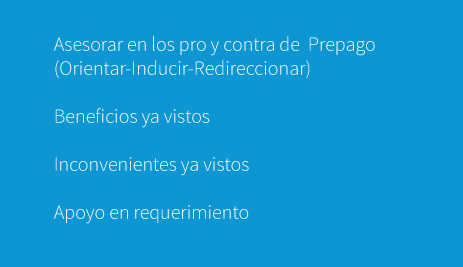 Asesorar en los pro y contra de  Prepago
(Orientar-Inducir-Redireccionar)
Beneficios ya vistos
Inconvenientes ya vistos
Apoyo en requerimiento